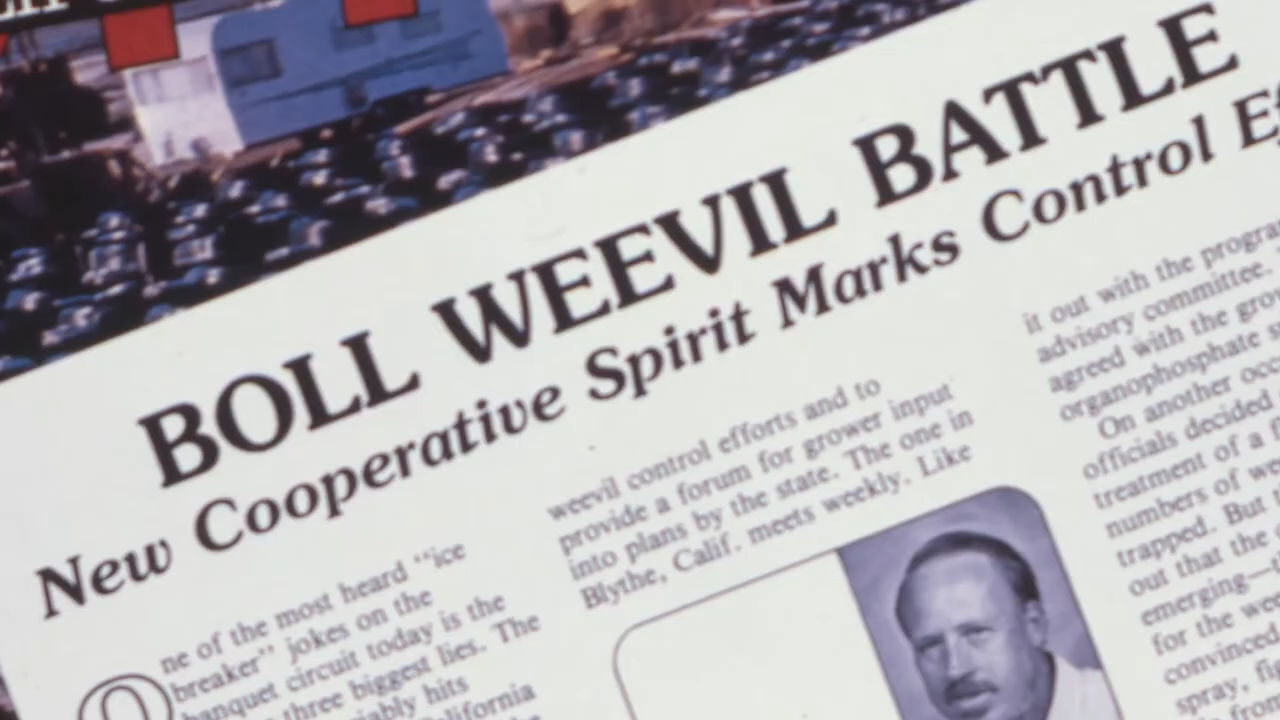 BOLL WEEVIL BATTLE
New Cooperative Spirit Marks Control
One of the most heard “ice
breaker” jokes on the
banquet circuit today is the
three biggest lies. The
hits
California
weevil control efforts and to
provide a forum for grower input
into plans by the state. The one in
Blythe, Calif. meets weekly. Like
it out with the
advisory committee.
agreed with the
organophosphate
On another
officials decided
treatment of a
numbers of
trapped. But
out that the
emerging—
for the
convinced
spray,
from